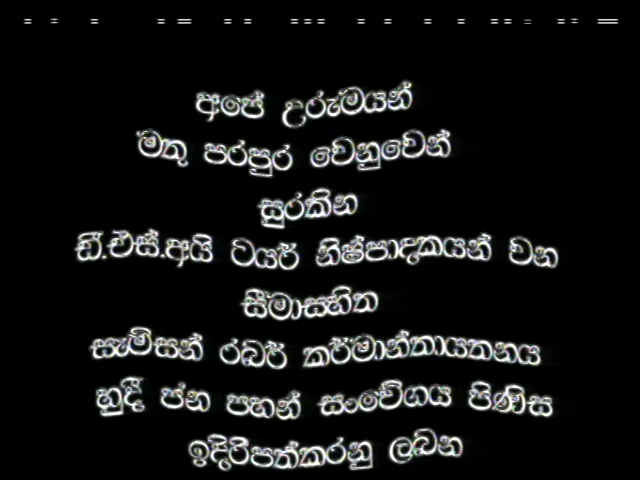 අපේ උරුමයන්
මතු පරපුර වෙනුවෙන්
සුරකින
ඩී.එස්.අයි ටයර් නිෂ්පාදකයන් වන
සීමාසහිත
සැම්සන් රබර් කර්මාන්තායතනය
හුදී ජන පහන් සංවේගය පිණිස
ඉදිරිපත්කරනු ලබන